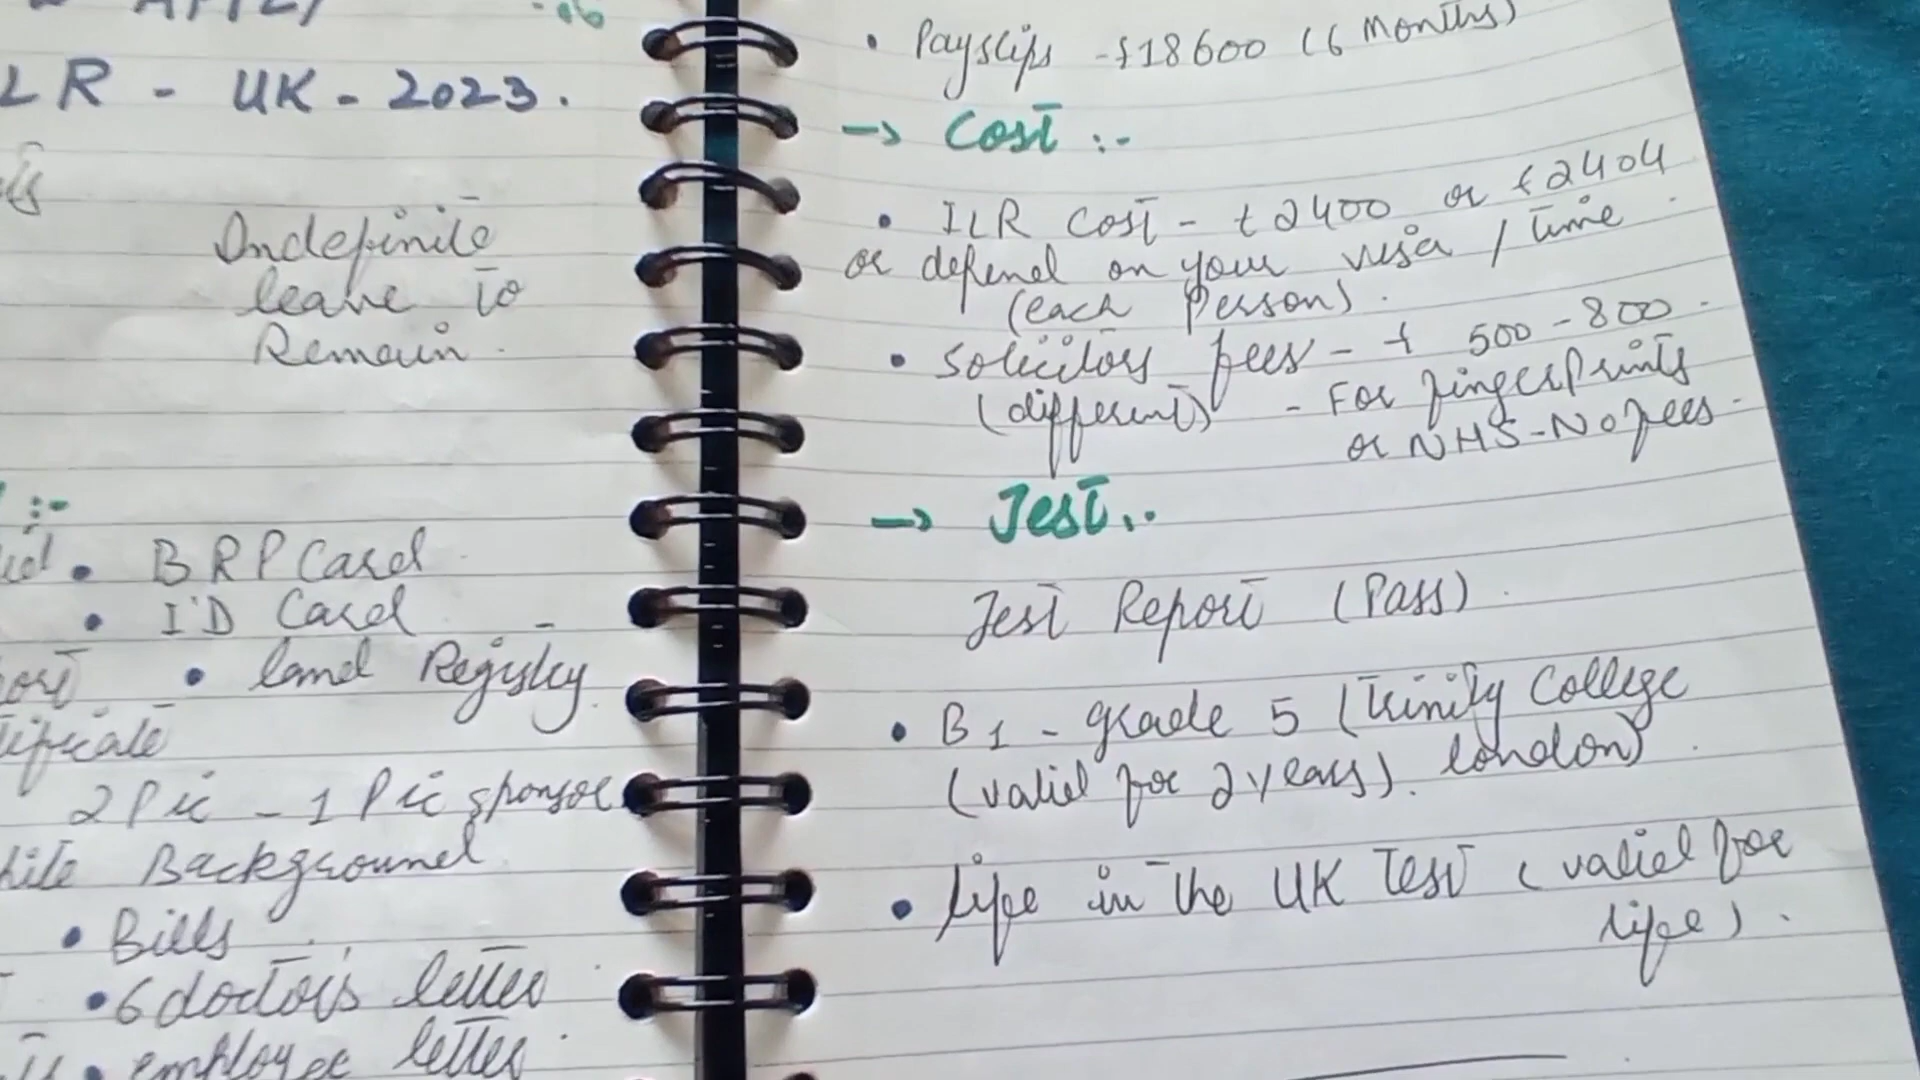 APPLY
LR - UK - 2023.
Indefinite
leave to
Remain.
:-
• BRP Card
• I'D Card
• land Registry
2 Pic - 1 Pic sponsor
Background
• Bills
• 6 doctors letter
• employee letter
• Payslips - £18600 (6 Months)
→ Cost :-
• ILR Cost - £2400 or £2404
or depend on your visa / Time
(each Person).
• Solicitors fees - £ 500 - 800.
(different) - For fingerprints
or NHS - No fees.
→ Test :-
Test Report (Pass).
• B1 - grade 5 (Trinity College
(valid for 2 years). London)
• Life in the UK Test (valid for
life).